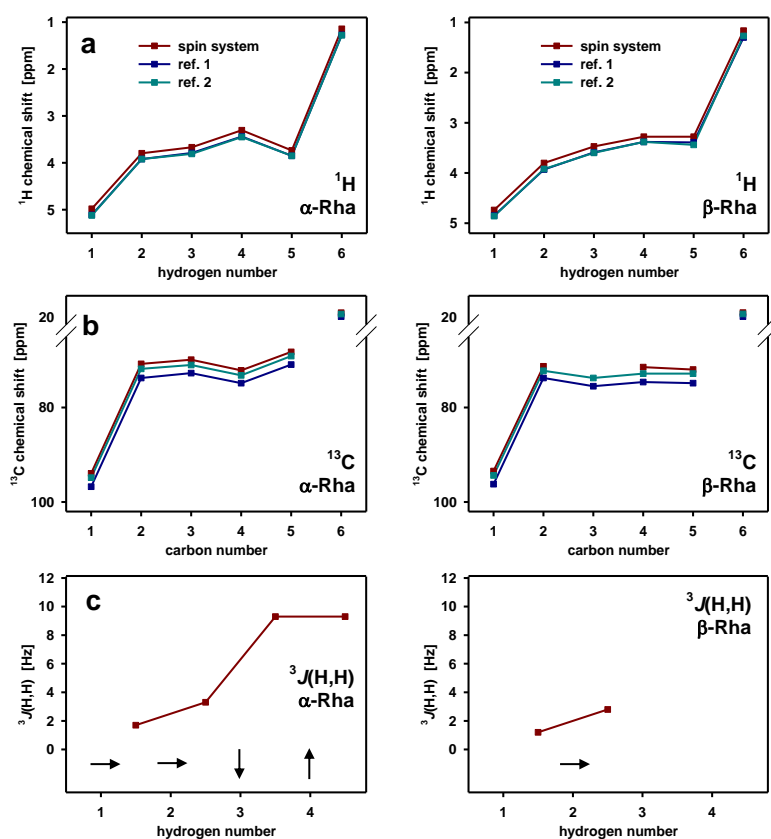 a
spin system
ref. 1
ref. 2
1
2
3
4
5
¹H chemical shift [ppm]
¹H
α-Rha
1 2 3 4 5 6
hydrogen number
spin system
ref. 1
ref. 2
1
2
3
4
5
¹H chemical shift [ppm]
¹H
β-Rha
1 2 3 4 5 6
hydrogen number
b
20
80
100
¹³C chemical shift [ppm]
¹³C
α-Rha
1 2 3 4 5 6
carbon number
20
80
100
¹³C chemical shift [ppm]
¹³C
β-Rha
1 2 3 4 5 6
carbon number
c
12
10
8
6
4
2
0
³J(H,H) [Hz]
³J(H,H)
α-Rha
1 2 3 4
hydrogen number
12
10
8
6
4
2
0
³J(H,H) [Hz]
³J(H,H)
β-Rha
1 2 3 4
hydrogen number